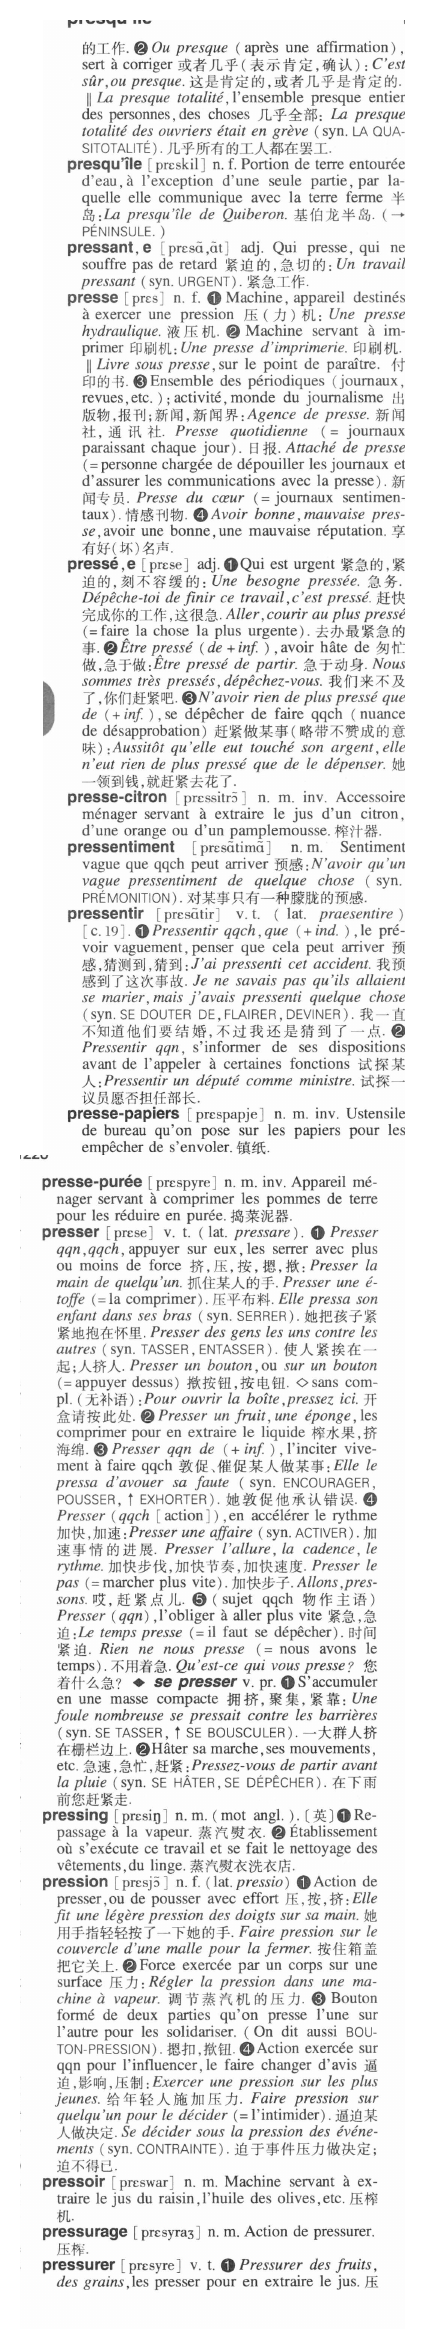 的工作. ❷ Ou presque (après une affirmation),
sert à corriger 或者几乎(表示肯定,确认): C'est
sûr, ou presque. 这是肯定的,或者几乎是肯定的.
‖ La presque totalité, l'ensemble presque entier
des personnes, des choses 几乎全部: La presque
totalité des ouvriers était en grève (syn. LA QUA-
SITOTALITÉ). 几乎所有的工人都在罢工.
presqu'île [prɛskil] n. f. Portion de terre entourée
d'eau, à l'exception d'une seule partie, par la-
quelle elle communique avec la terre ferme 半
岛: La presqu'île de Quiberon. 基伯龙半岛. (→
PÉNINSULE.)
pressant, e [prɛsɑ̃, ɑ̃t] adj. Qui presse, qui ne
souffre pas de retard 紧迫的,急切的: Un travail
pressant (syn. URGENT). 紧急工作.
presse [prɛs] n. f. ❶ Machine, appareil destinés
à exercer une pression 压(力)机: Une presse
hydraulique. 液压机. ❷ Machine servant à im-
primer 印刷机: Une presse d'imprimerie. 印刷机.
‖ Livre sous presse, sur le point de paraître. 付
印的书. ❸ Ensemble des périodiques (journaux,
revues, etc.); activité, monde du journalisme 出
版物,报刊;新闻,新闻界: Agence de presse. 新闻
社, 通讯社. Presse quotidienne (= journaux
paraissant chaque jour). 日报. Attaché de presse
(= personne chargée de dépouiller les journaux et
d'assurer les communications avec la presse). 新
闻专员. Presse du cœur (= journaux sentimen-
taux). 情感刊物. ❹ Avoir bonne, mauvaise pres-
se, avoir une bonne, une mauvaise réputation. 享
有好(坏)名声.
pressé, e [prɛse] adj. ❶ Qui est urgent 紧急的,紧
迫的,刻不容缓的: Une besogne pressée. 急务.
Dépêche-toi de finir ce travail, c'est pressé. 赶快
完成你的工作,这很急. Aller, courir au plus pressé
(= faire la chose la plus urgente). 去办最紧急的
事. ❷ Être pressé (de + inf.), avoir hâte de 匆忙
做,急于做: Être pressé de partir. 急于动身. Nous
sommes très pressés, dépêchez-vous. 我们来不及
了,你们赶紧吧. ❸ N'avoir rien de plus pressé que
de (+ inf.), se dépêcher de faire qqch (nuance
de désapprobation) 赶紧做某事(略带不赞成的意
味): Aussitôt qu'elle eut touché son argent, elle
n'eut rien de plus pressé que de le dépenser. 她
一领到钱,就赶紧去花了.
presse-citron [prɛssitrɔ̃] n. m. inv. Accessoire
ménager servant à extraire le jus d'un citron,
d'une orange ou d'un pamplemousse. 榨汁器.
pressentiment [prɛsɑ̃timɑ̃] n. m. Sentiment
vague que qqch peut arriver 预感: N'avoir qu'un
vague pressentiment de quelque chose (syn.
PRÉMONITION). 对某事只有一种朦胧的预感.
pressentir [prɛsɑ̃tir] v. t. (lat. praesentire)
[c. 19]. ❶ Pressentir qqch, que (+ ind.), le pré-
voir vaguement, penser que cela peut arriver 预
感,猜测到,猜到: J'ai pressenti cet accident. 我预
感到了这次事故. Je ne savais pas qu'ils allaient
se marier, mais j'avais pressenti quelque chose
(syn. SE DOUTER DE, FLAIRER, DEVINER). 我一直
不知道他们要结婚,不过我还是猜到了一点. ❷
Pressentir qqn, s'informer de ses dispositions
avant de l'appeler à certaines fonctions 试探某
人: Pressentir un député comme ministre. 试探一
议员愿否担任部长.
presse-papiers [prɛspapje] n. m. inv. Ustensile
de bureau qu'on pose sur les papiers pour les
empêcher de s'envoler. 镇纸.
presse-purée [prɛspyre] n. m. inv. Appareil mé-
nager servant à comprimer les pommes de terre
pour les réduire en purée. 捣菜泥器.
presser [prɛse] v. t. (lat. pressare). ❶ Presser
qqn, qqch, appuyer sur eux, les serrer avec plus
ou moins de force 挤,压,按,摁,揿: Presser la
main de quelqu'un. 抓住某人的手. Presser une é-
toffe (= la comprimer). 压平布料. Elle pressa son
enfant dans ses bras (syn. SERRER). 她把孩子紧
紧地抱在怀里. Presser des gens les uns contre les
autres (syn. TASSER, ENTASSER). 使人紧挨在一
起;人挤人. Presser un bouton, ou sur un bouton
(= appuyer dessus) 揿按钮,按电钮. ◇ sans com-
pl. (无补语): Pour ouvrir la boîte, pressez ici. 开
盒请按此处. ❷ Presser un fruit, une éponge, les
comprimer pour en extraire le liquide 榨水果,挤
海绵. ❸ Presser qqn de (+ inf.), l'inciter vive-
ment à faire qqch 敦促、催促某人做某事: Elle le
pressa d'avouer sa faute (syn. ENCOURAGER,
POUSSER, ↑ EXHORTER). 她敦促他承认错误. ❹
Presser (qqch [action]), en accélérer le rythme
加快,加速: Presser une affaire (syn. ACTIVER). 加
速事情的进展. Presser l'allure, la cadence, le
rythme. 加快步伐,加快节奏,加快速度. Presser le
pas (= marcher plus vite). 加快步子. Allons, pres-
sons. 哎,赶紧点儿. ❺ (sujet qqch 物作主语)
Presser (qqn), l'obliger à aller plus vite 紧急,急
迫: Le temps presse (= il faut se dépêcher). 时间
紧迫. Rien ne nous presse (= nous avons le
temps). 不用着急. Qu'est-ce qui vous presse? 您
着什么急? ◆ se presser v. pr. ❶ S'accumuler
en une masse compacte 拥挤,聚集,紧靠: Une
foule nombreuse se pressait contre les barrières
(syn. SE TASSER, ↑ SE BOUSCULER). 一大群人挤
在栅栏边上. ❷ Hâter sa marche, ses mouvements,
etc. 急速,急忙,赶紧: Pressez-vous de partir avant
la pluie (syn. SE HÂTER, SE DÉPÊCHER). 在下雨
前您赶紧走.
pressing [prɛsiŋ] n. m. (mot angl.). 〔英〕❶ Re-
passage à la vapeur. 蒸汽熨衣. ❷ Établissement
où s'exécute ce travail et se fait le nettoyage des
vêtements, du linge. 蒸汽熨衣洗衣店.
pression [prɛsjɔ̃] n. f. (lat. pressio) ❶ Action de
presser, ou de pousser avec effort 压,按,挤: Elle
fit une légère pression des doigts sur sa main. 她
用手指轻轻按了一下她的手. Faire pression sur le
couvercle d'une malle pour la fermer. 按住箱盖
把它关上. ❷ Force exercée par un corps sur une
surface 压力: Régler la pression dans une ma-
chine à vapeur. 调节蒸汽机的压力. ❸ Bouton
formé de deux parties qu'on presse l'une sur
l'autre pour les solidariser. (On dit aussi BOU-
TON-PRESSION). 摁扣,揿钮. ❹ Action exercée sur
qqn pour l'influencer, le faire changer d'avis 逼
迫,影响,压制: Exercer une pression sur les plus
jeunes. 给年轻人施加压力. Faire pression sur
quelqu'un pour le décider (= l'intimider). 逼迫某
人做决定. Se décider sous la pression des événe-
ments (syn. CONTRAINTE). 迫于事件压力做决定;
迫不得已.
pressoir [prɛswar] n. m. Machine servant à ex-
traire le jus du raisin, l'huile des olives, etc. 压榨
机.
pressurage [prɛsyraʒ] n. m. Action de pressurer.
压榨.
pressurer [prɛsyre] v. t. ❶ Pressurer des fruits,
des grains, les presser pour en extraire le jus. 压